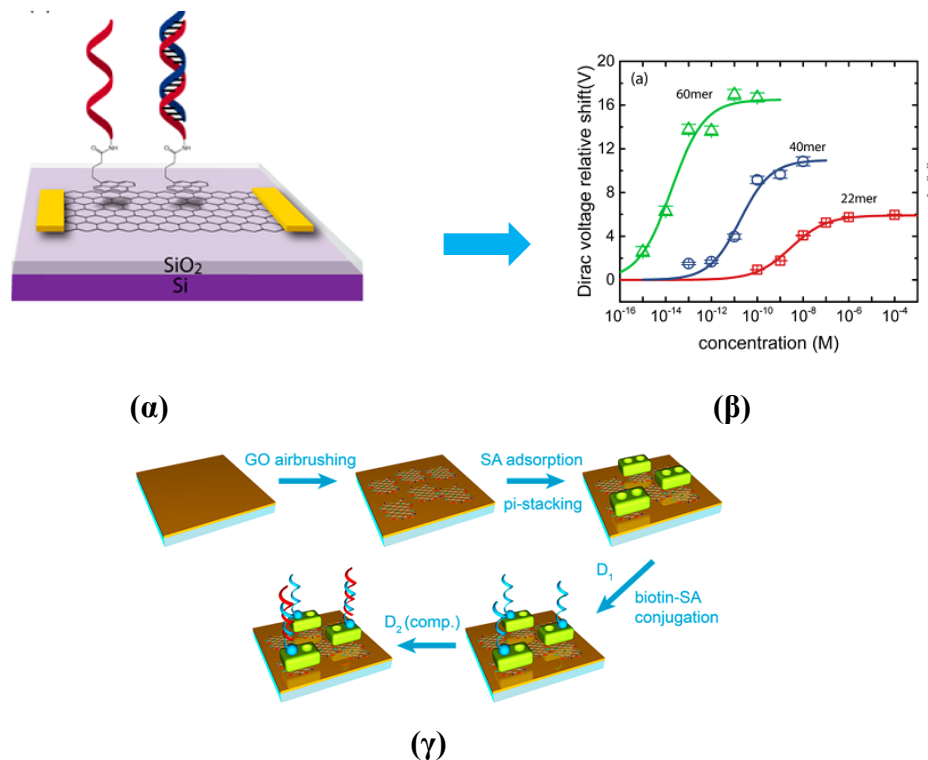 O
NH
O
NH
SiO₂
Si
(α)
(a)
60mer
40mer
22mer
Dirac voltage relative shift(V)
20
16
12
8
4
0
10⁻¹⁶ 10⁻¹⁴ 10⁻¹² 10⁻¹⁰ 10⁻⁸ 10⁻⁶ 10⁻⁴
concentration (M)
(β)
GO airbrushing
SA adsorption
pi-stacking
D₁
biotin-SA
conjugation
D₂ (comp.)
(γ)